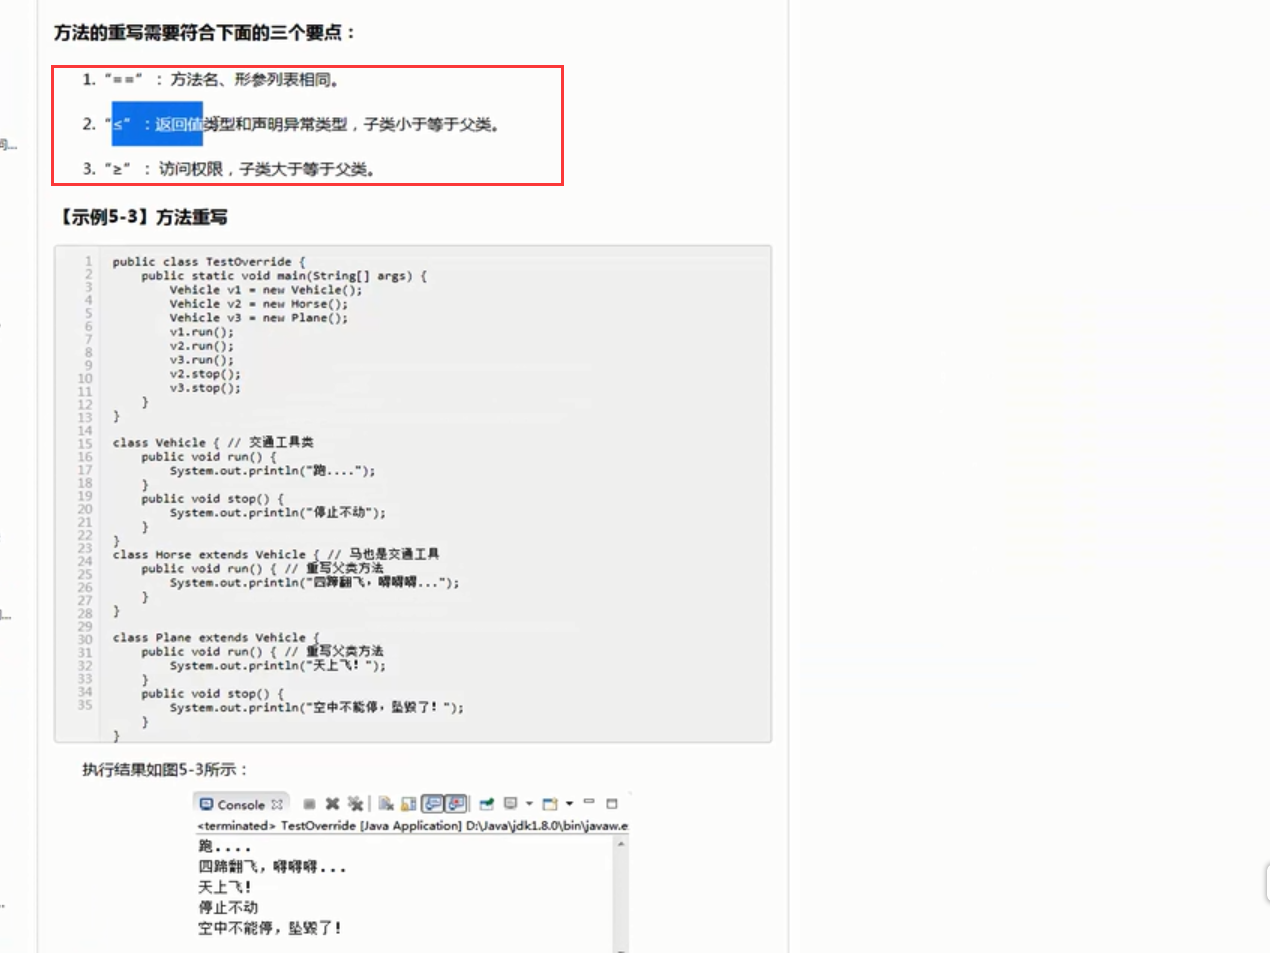 方法的重写需要符合下面的三个要点：
1. “==” ： 方法名、形参列表相同。
2. “≤” ：返回值类型和声明异常类型，子类小于等于父类。
3. “≥” ： 访问权限，子类大于等于父类。
【示例5-3】方法重写
1 public class TestOverride {
2 public static void main(String[] args) {
3 Vehicle v1 = new Vehicle();
4 Vehicle v2 = new Horse();
5 Vehicle v3 = new Plane();
6 v1.run();
7 v2.run();
8 v3.run();
9 v2.stop();
10 v3.stop();
11 }
12 }
13
14 class Vehicle { // 交通工具类
15 public void run() {
16 System.out.println("跑....");
17 }
18 public void stop() {
19 System.out.println("停止不动");
20 }
21 }
22 class Horse extends Vehicle { // 马也是交通工具
23 public void run() { // 重写父类方法
24 System.out.println("四蹄翻飞，嘚嘚嘚...");
25 }
26 }
27
28 class Plane extends Vehicle {
29 public void run() { // 重写父类方法
30 System.out.println("天上飞！");
31 }
32 public void stop() {
33 System.out.println("空中不能停，坠毁了！");
34 }
35 }
执行结果如图5-3所示：
Console
<terminated> TestOverride [Java Application] D:\Java\jdk1.8.0\bin\javaw.e
跑....
四蹄翻飞，嘚嘚嘚...
天上飞！
停止不动
空中不能停，坠毁了！